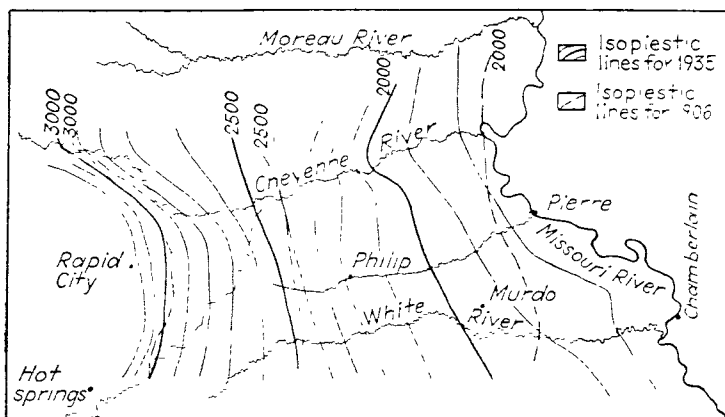 Moreau River
Isopiestic
lines for 1935
Isopiestic
lines for 906
2000
2000
3000
3000
2500
2500
Cheyenne River
Pierre
Missouri River
Chamberlain
Rapid
City
Philip
Murdo
White River
Hot
springs